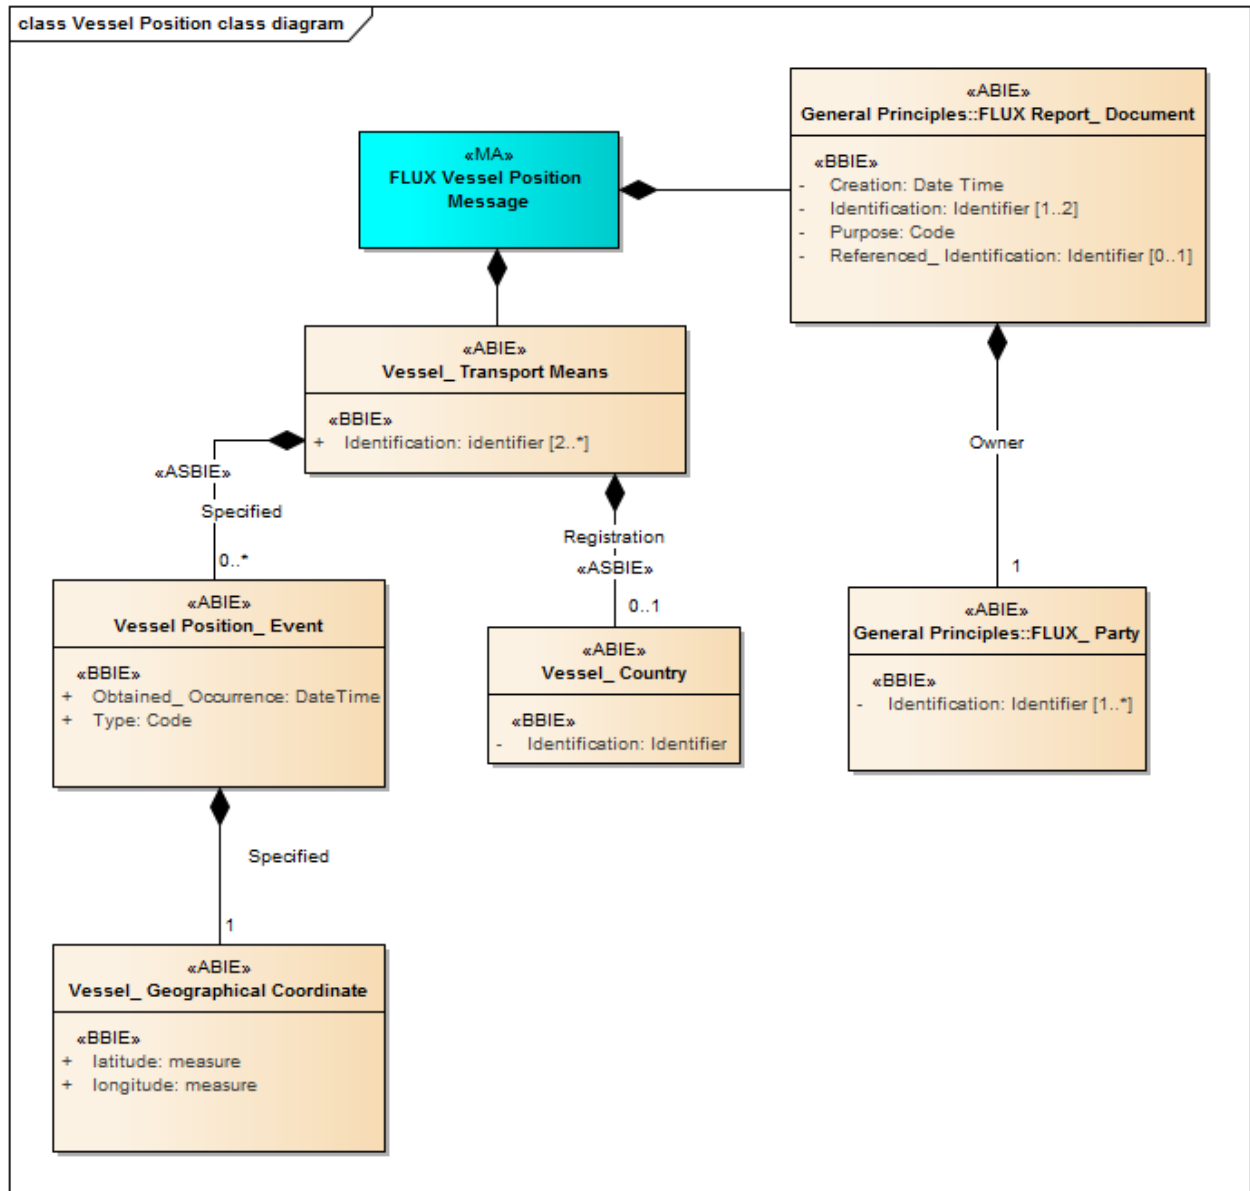 class Vessel Position class diagram
«ABIE»
General Principles::FLUX Report_ Document
«BBIE»
- Creation: Date Time
- Identification: Identifier [1..2]
- Purpose: Code
- Referenced_ Identification: Identifier [0..1]
«MA»
FLUX Vessel Position
Message
«ABIE»
Vessel_ Transport Means
«BBIE»
+ Identification: identifier [2..*]
Owner
«ASBIE»
Specified
0..*
Registration
«ASBIE»
0..1
1
«ABIE»
Vessel Position_ Event
«BBIE»
+ Obtained_ Occurrence: DateTime
+ Type: Code
«ABIE»
Vessel_ Country
«BBIE»
- Identification: Identifier
«ABIE»
General Principles::FLUX_ Party
«BBIE»
- Identification: Identifier [1..*]
Specified
1
«ABIE»
Vessel_ Geographical Coordinate
«BBIE»
+ latitude: measure
+ longitude: measure